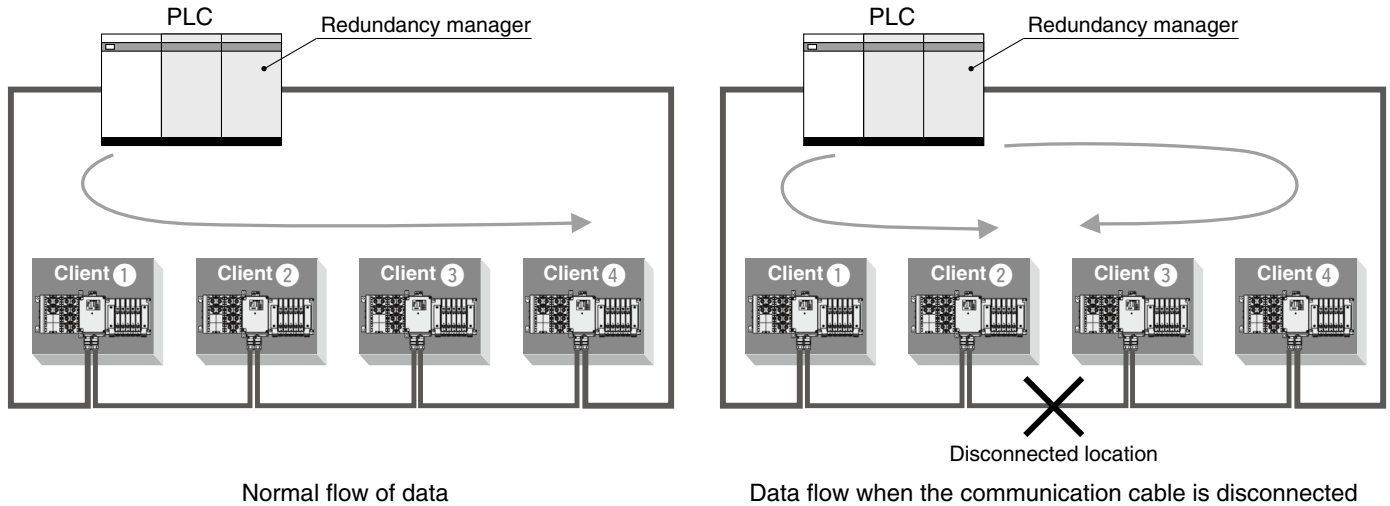 PLC
Redundancy manager
Client 1
Client 2
Client 3
Client 4
Normal flow of data
PLC
Redundancy manager
Client 1
Client 2
Client 3
Client 4
Disconnected location
Data flow when the communication cable is disconnected